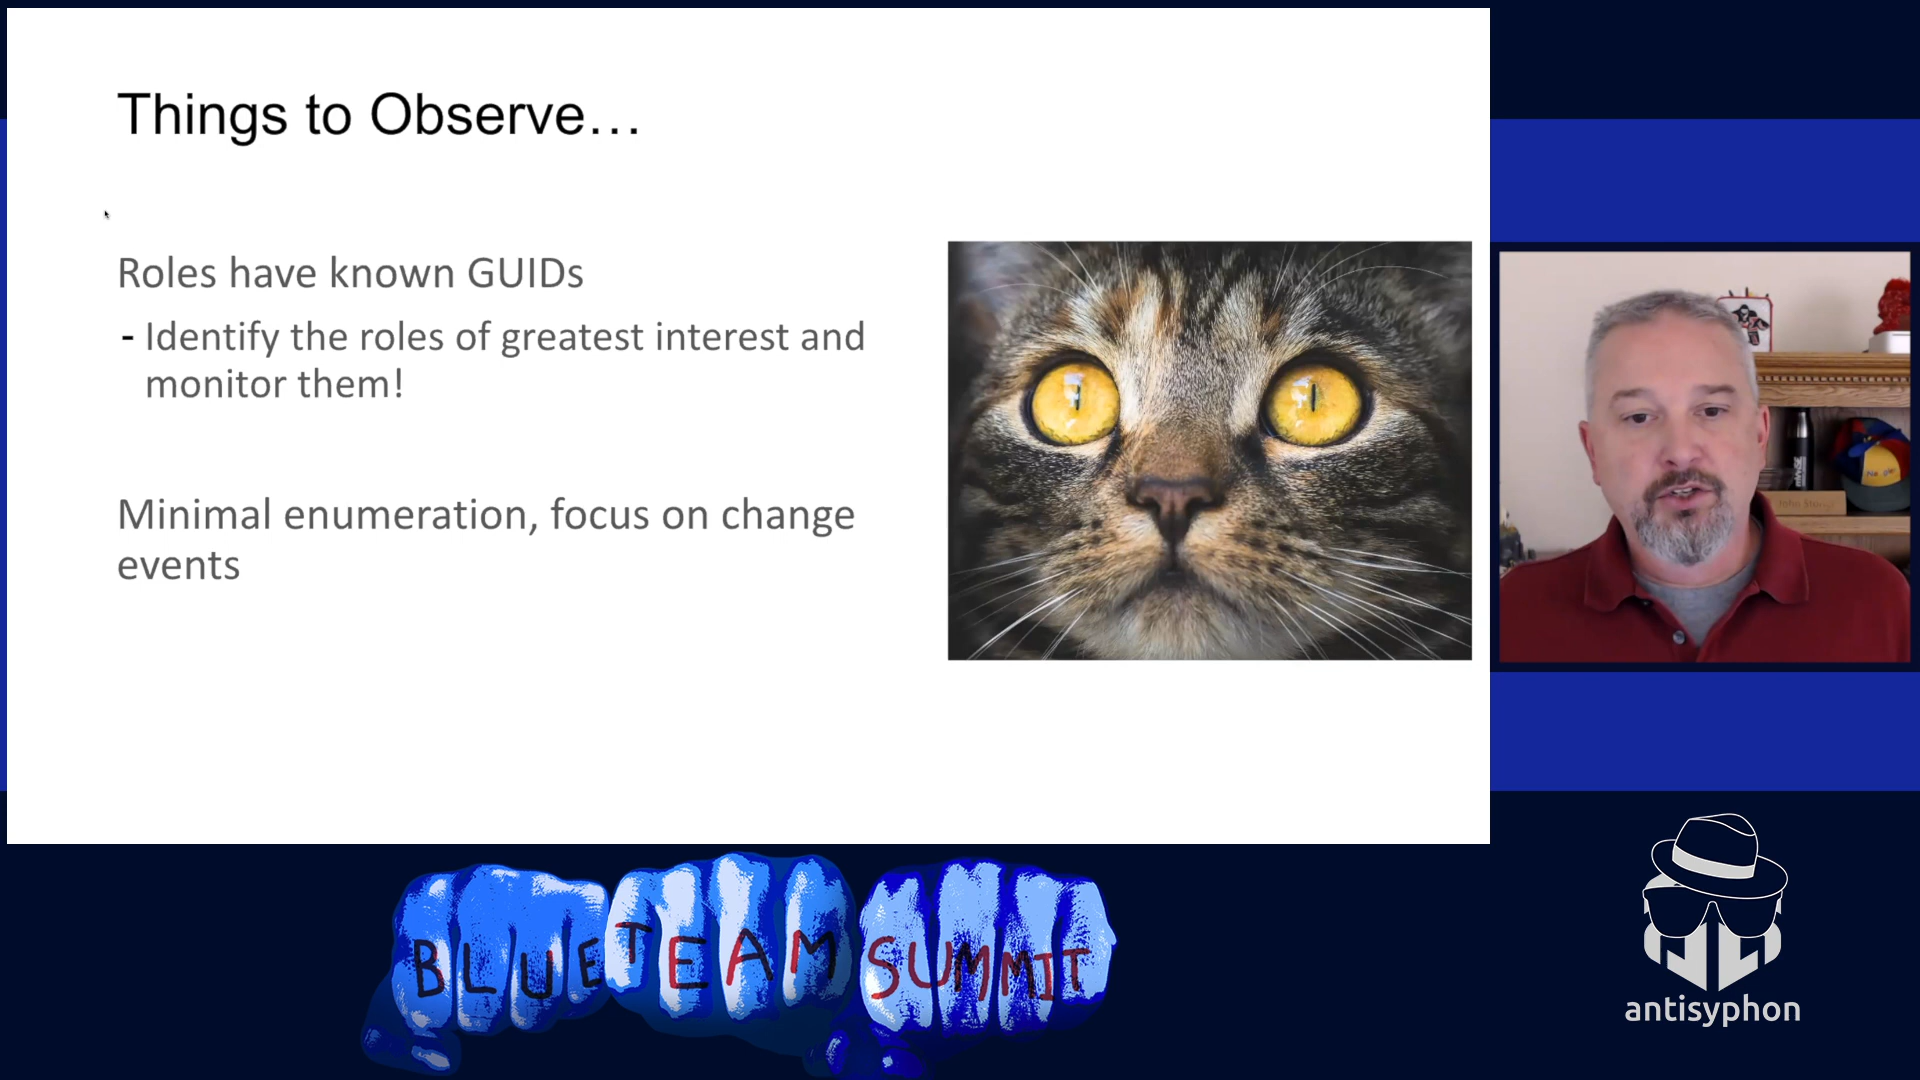 Things to Observe…
Roles have known GUIDs
- Identify the roles of greatest interest and
monitor them!
Minimal enumeration, focus on change
events
BLUE TEAM SUMMIT
antisyphon